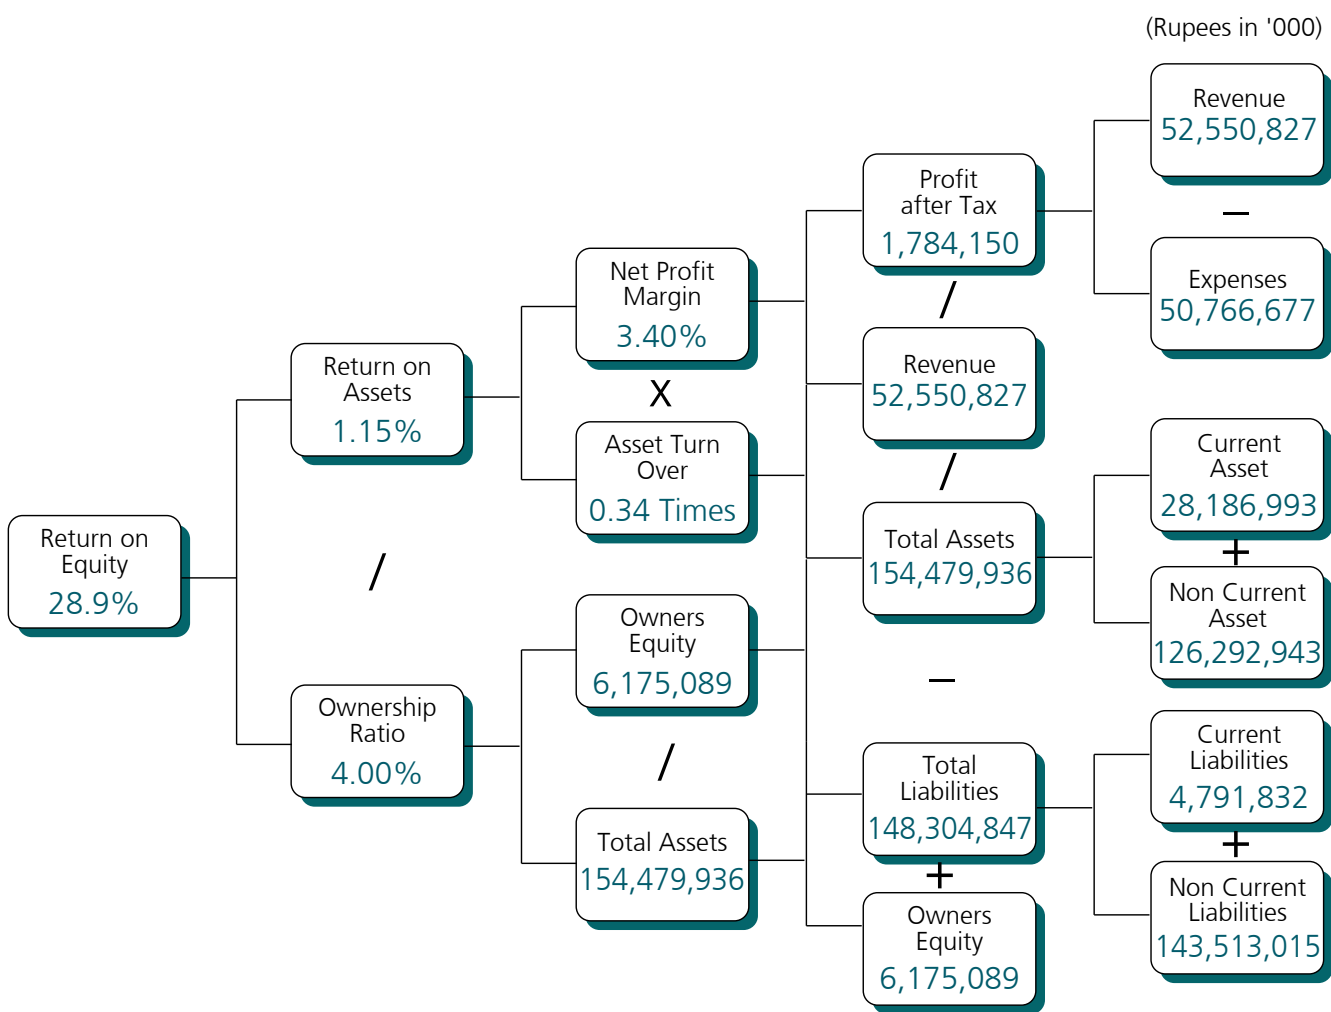 (Rupees in '000)
Revenue
52,550,827
–
Expenses
50,766,677
Profit
after Tax
1,784,150
/
Revenue
52,550,827
/
Net Profit
Margin
3.40%
X
Asset Turn
Over
0.34 Times
Return on
Assets
1.15%
/
Return on
Equity
28.9%
Ownership
Ratio
4.00%
Owners
Equity
6,175,089
/
Total Assets
154,479,936
Total Assets
154,479,936
–
Total
Liabilities
148,304,847
+
Owners
Equity
6,175,089
Current
Asset
28,186,993
+
Non Current
Asset
126,292,943
Current
Liabilities
4,791,832
+
Non Current
Liabilities
143,513,015